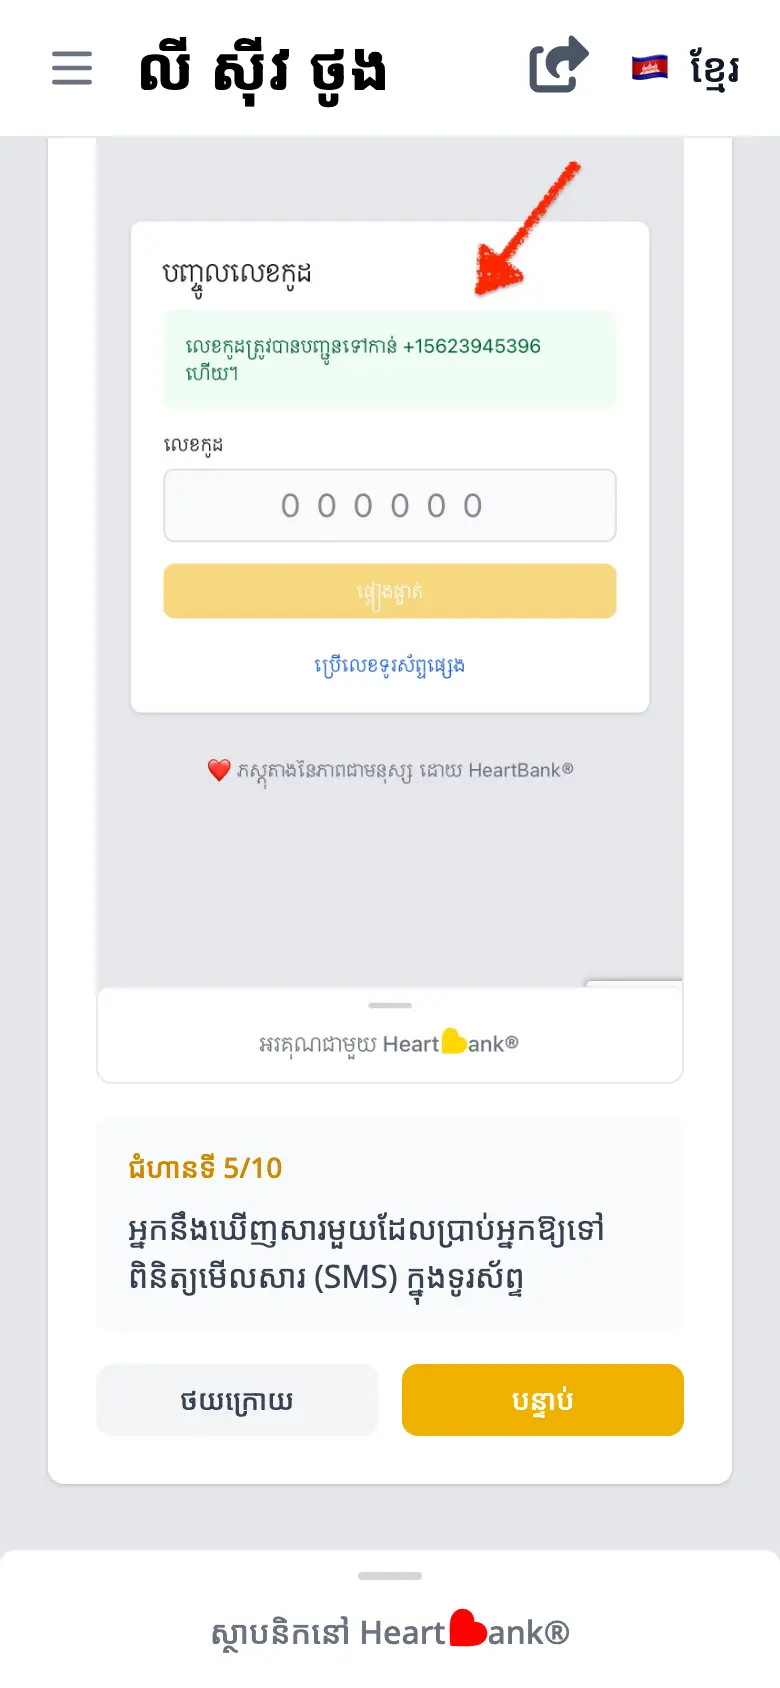 លី ស៊ីវ ថូង
ខ្មែរ
បញ្ចូលលេខកូដ
លេខកូដត្រូវបានបញ្ជូនទៅកាន់ +15623945396
ហើយ។
លេខកូដ
000000
ផ្ទៀងផ្ទាត់
ប្រើលេខទូរស័ព្ទផ្សេង
ភស្តុតាងនៃភាពជាមនុស្ស ដោយ HeartBank®
អរគុណជាមួយ HeartBank®
ជំហានទី 5/10
អ្នកនឹងឃើញសារមួយដែលប្រាប់អ្នកឱ្យទៅ
ពិនិត្យមើលសារ (SMS) ក្នុងទូរស័ព្ទ
ថយក្រោយ
បន្ទាប់
ស្ថាបនិកនៅ HeartBank®